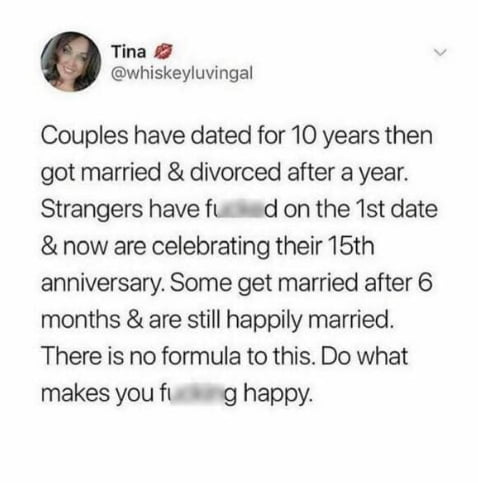 Tina 💋
@whiskeyluvingal
Couples have dated for 10 years then
got married & divorced after a year.
Strangers have fu d on the 1st date
& now are celebrating their 15th
anniversary. Some get married after 6
months & are still happily married.
There is no formula to this. Do what
makes you fu g happy.